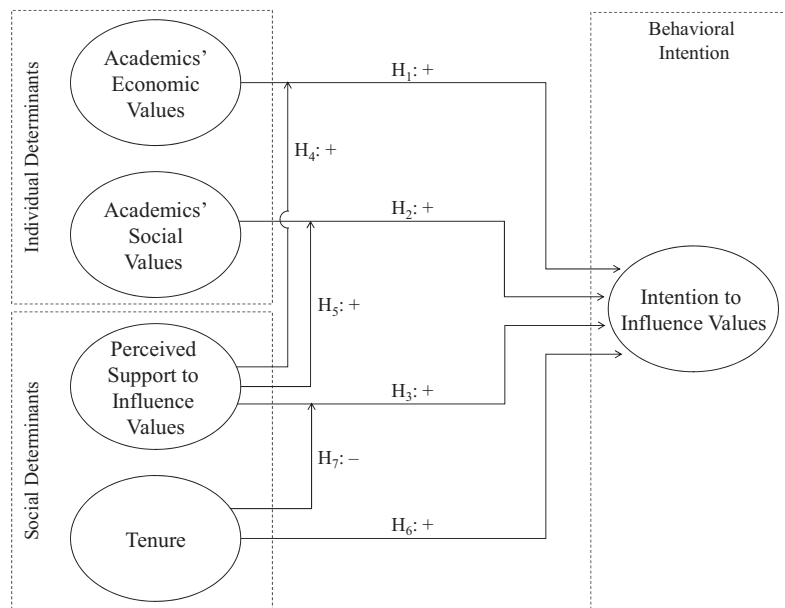 Individual Determinants
Academics’
Economic
Values
Academics’
Social
Values
Social Determinants
Perceived
Support to
Influence
Values
Tenure
H₁: +
H₄: +
H₂: +
H₅: +
H₃: +
H₇: –
H₆: +
Behavioral
Intention
Intention to
Influence Values